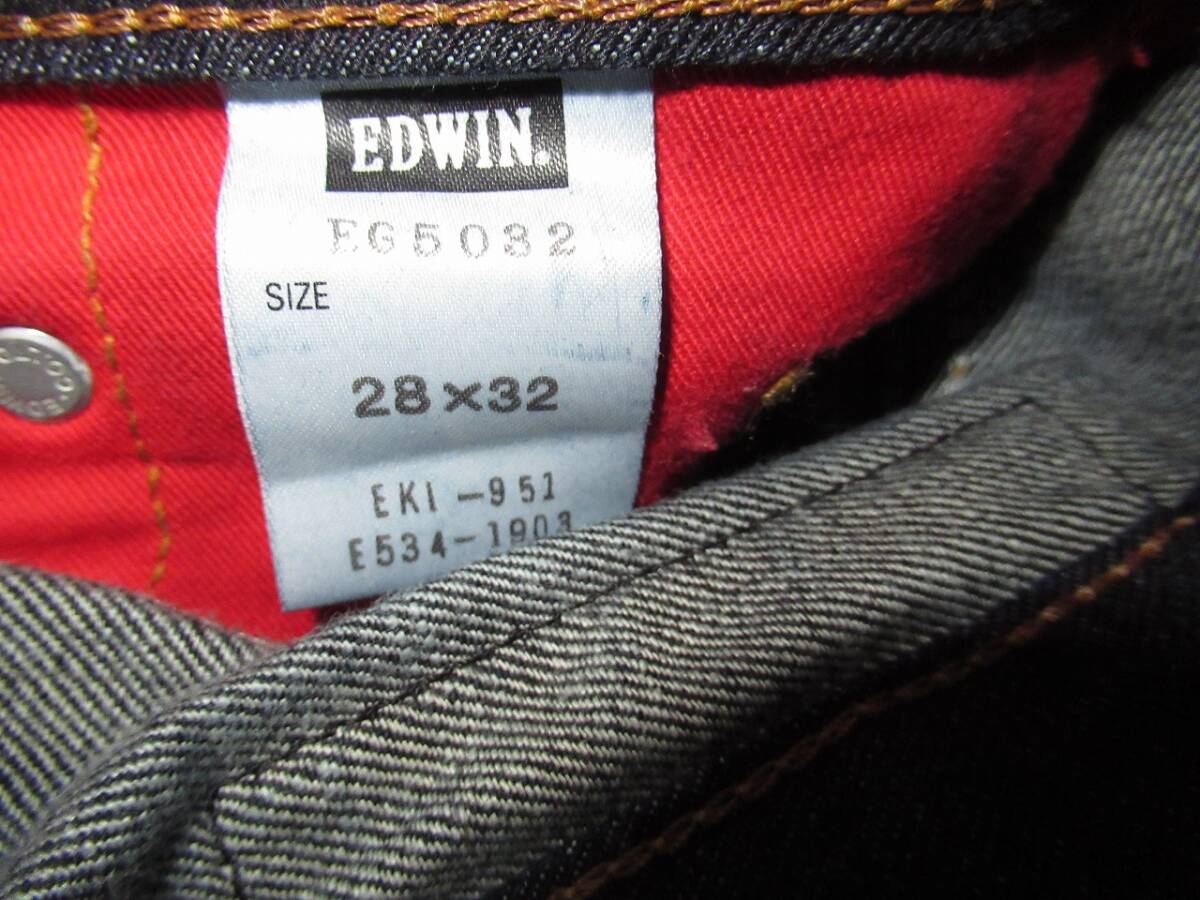 EDWIN.
EG5032
SIZE
28×32
EKI-951
E534-1903